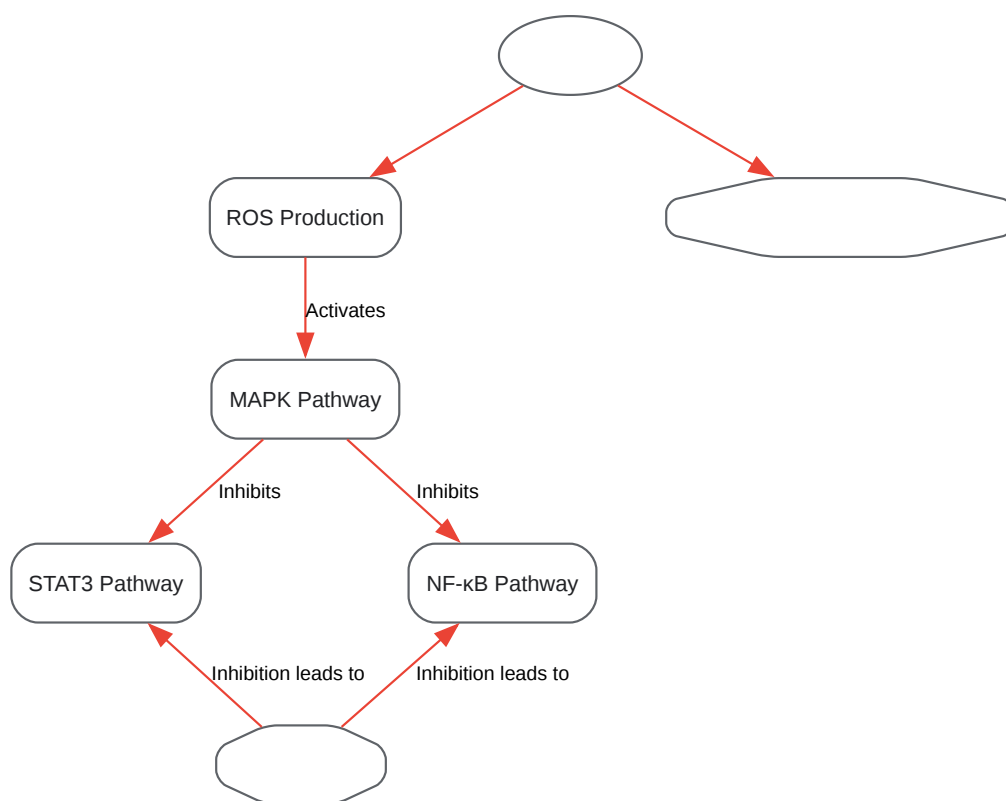 ROS Production
Activates
MAPK Pathway
Inhibits
Inhibits
STAT3 Pathway
NF-κB Pathway
Inhibition leads to
Inhibition leads to